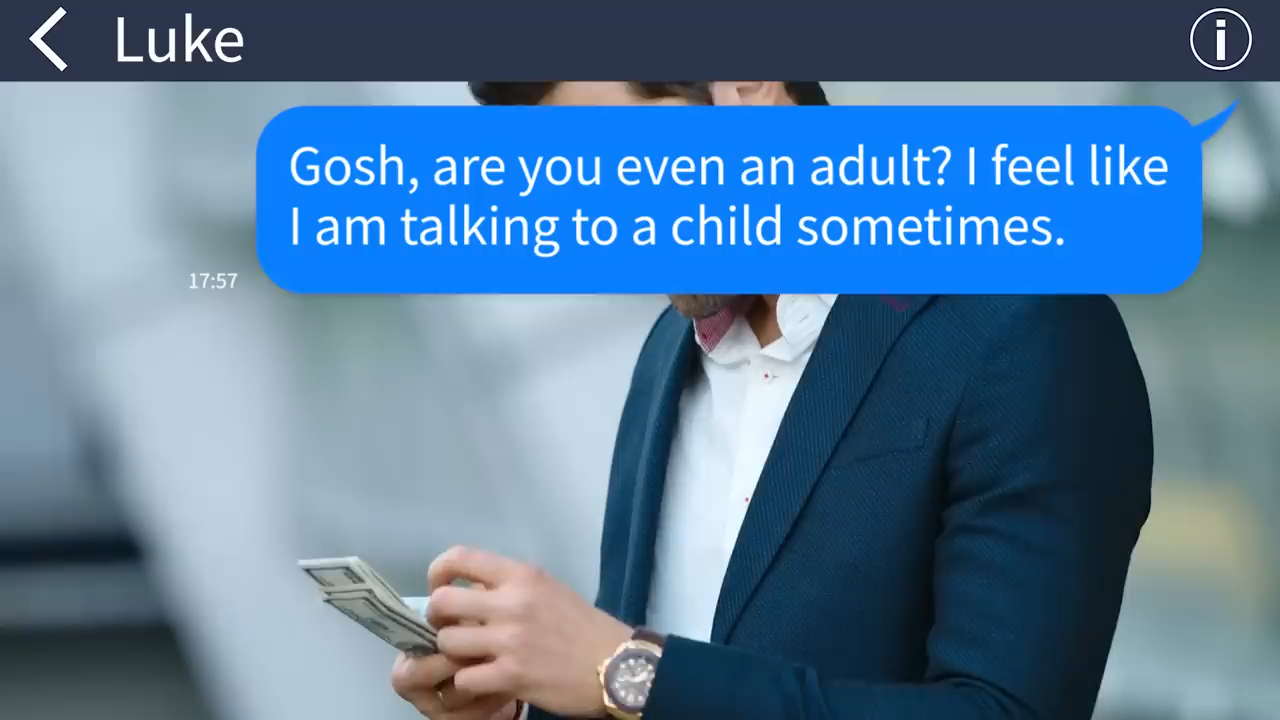 Luke
Gosh, are you even an adult? I feel like
I am talking to a child sometimes.
17:57